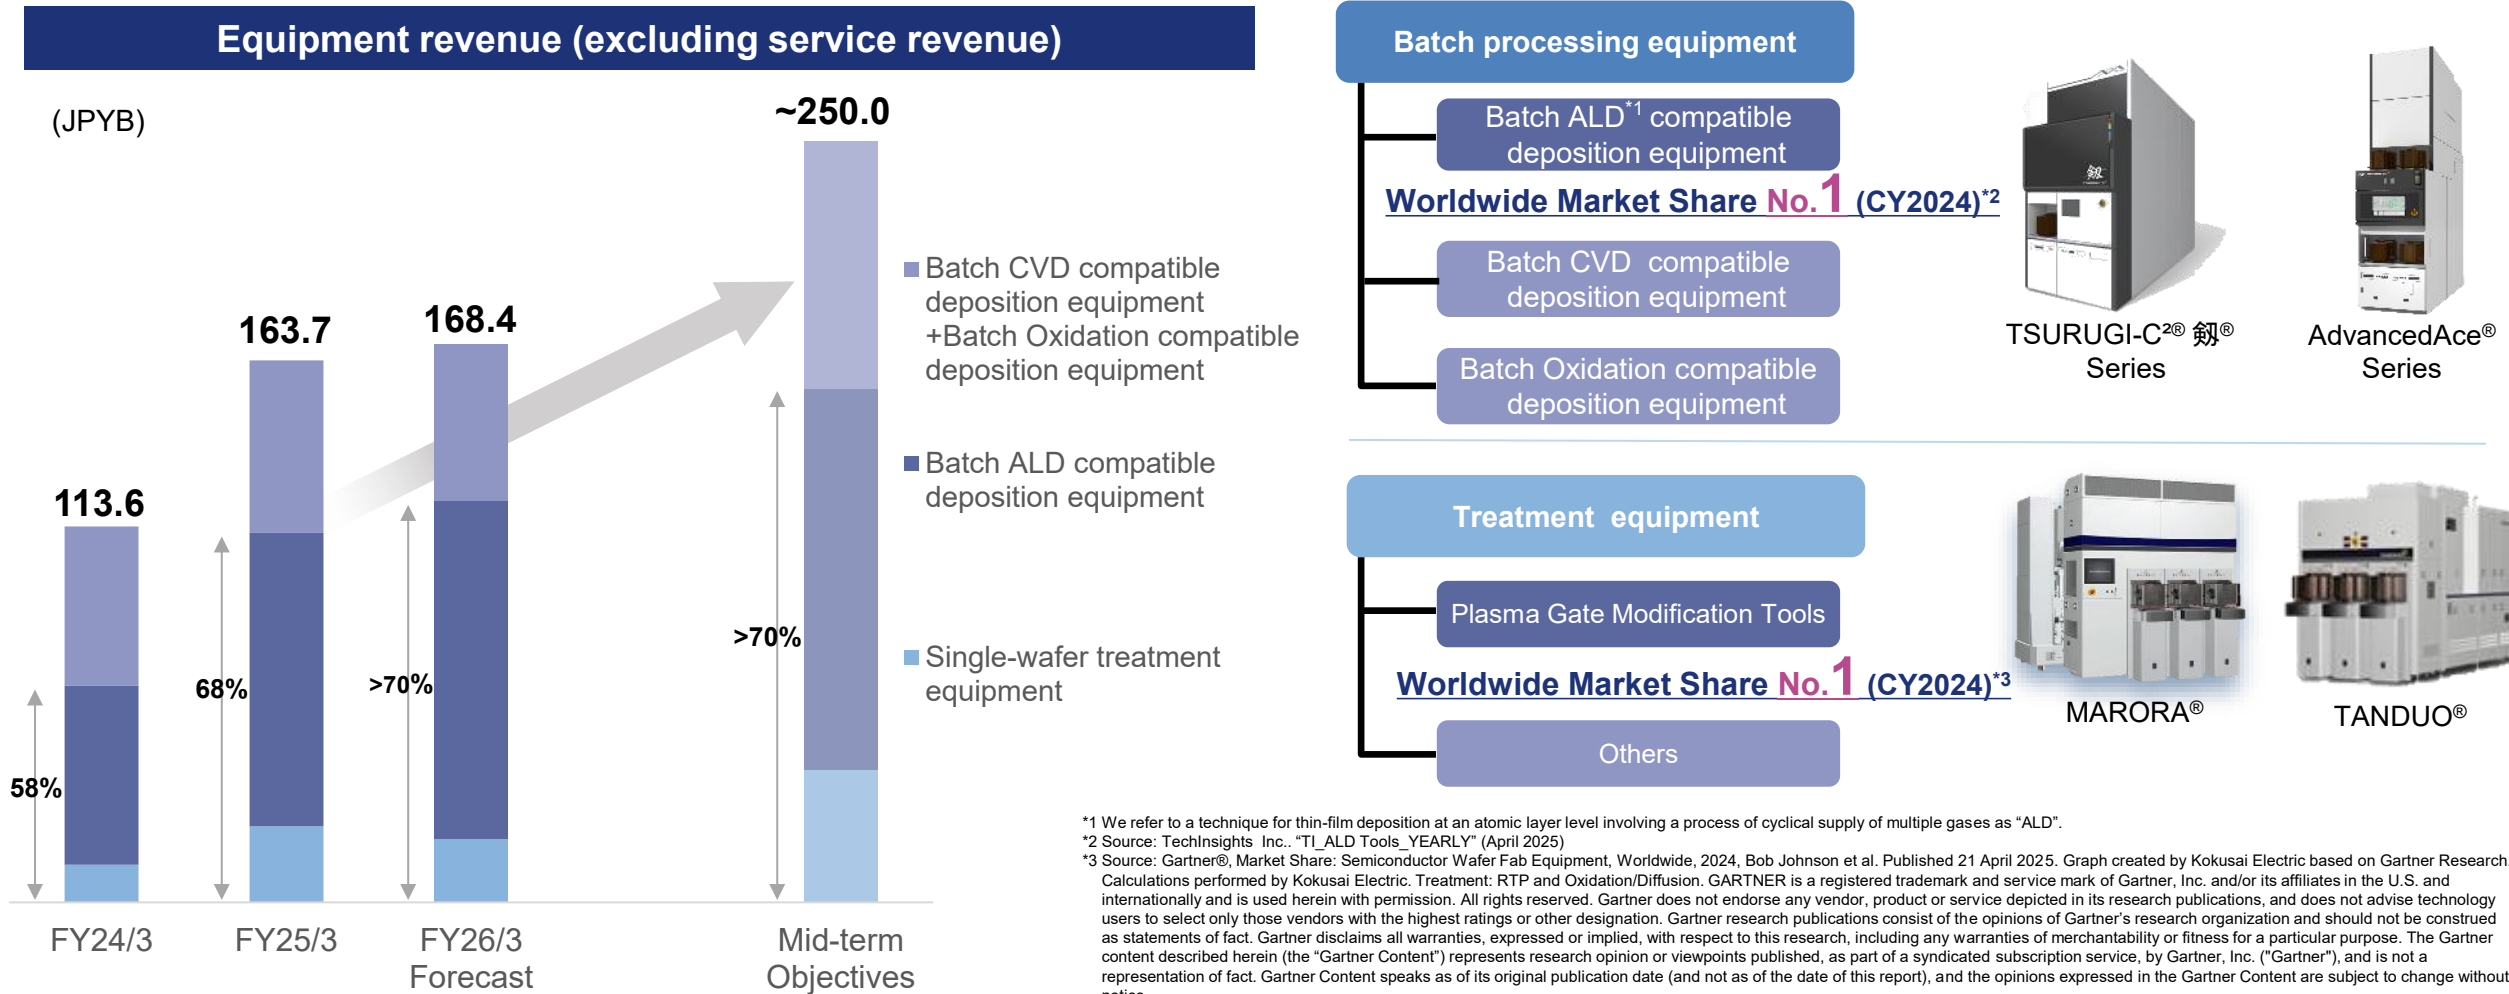 Equipment revenue (excluding service revenue)
(JPYB)
113.6
163.7
168.4
~250.0
58%
68%
>70%
>70%
FY24/3
FY25/3
FY26/3
Forecast
Mid-term
Objectives
Batch CVD compatible
deposition equipment
+Batch Oxidation compatible
deposition equipment
Batch ALD compatible
deposition equipment
Single-wafer treatment
equipment
Batch processing equipment
Batch ALD*1 compatible
deposition equipment
Worldwide Market Share No.1 (CY2024)*2
Batch CVD compatible
deposition equipment
Batch Oxidation compatible
deposition equipment
TSURUGI-C²® 剱®
Series
AdvancedAce®
Series
Treatment equipment
Plasma Gate Modification Tools
Worldwide Market Share No.1 (CY2024)*3
Others
MARORA®
TANDUO®
*1 We refer to a technique for thin-film deposition at an atomic layer level involving a process of cyclical supply of multiple gases as “ALD”.
*2 Source: TechInsights Inc.. “TI_ALD Tools_YEARLY” (April 2025)
*3 Source: Gartner®, Market Share: Semiconductor Wafer Fab Equipment, Worldwide, 2024, Bob Johnson et al. Published 21 April 2025. Graph created by Kokusai Electric based on Gartner Research.
Calculations performed by Kokusai Electric. Treatment: RTP and Oxidation/Diffusion. GARTNER is a registered trademark and service mark of Gartner, Inc. and/or its affiliates in the U.S. and
internationally and is used herein with permission. All rights reserved. Gartner does not endorse any vendor, product or service depicted in its research publications, and does not advise technology
users to select only those vendors with the highest ratings or other designation. Gartner research publications consist of the opinions of Gartner’s research organization and should not be construed
as statements of fact. Gartner disclaims all warranties, expressed or implied, with respect to this research, including any warranties of merchantability or fitness for a particular purpose. The Gartner
content described herein (the “Gartner Content”) represents research opinion or viewpoints published, as part of a syndicated subscription service, by Gartner, Inc. ("Gartner"), and is not a
representation of fact. Gartner Content speaks as of its original publication date (and not as of the date of this report), and the opinions expressed in the Gartner Content are subject to change without